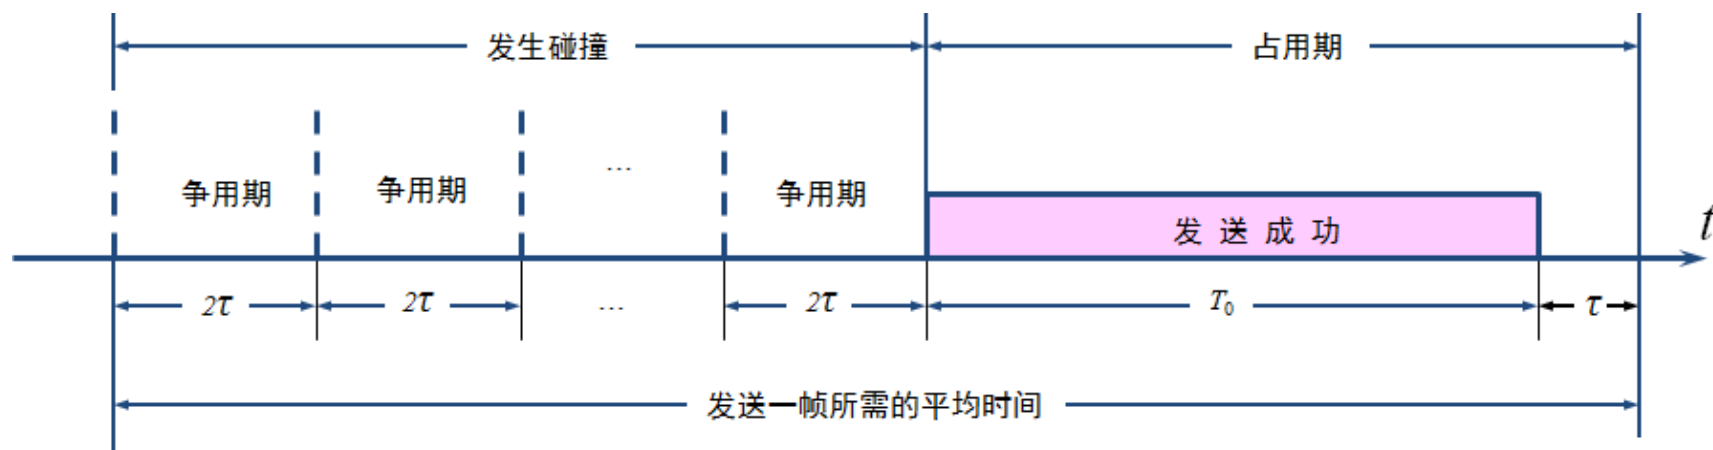 发生碰撞 占用期
争用期 争用期 … 争用期
发送成功
t
2τ 2τ … 2τ T₀ τ
发送一帧所需的平均时间